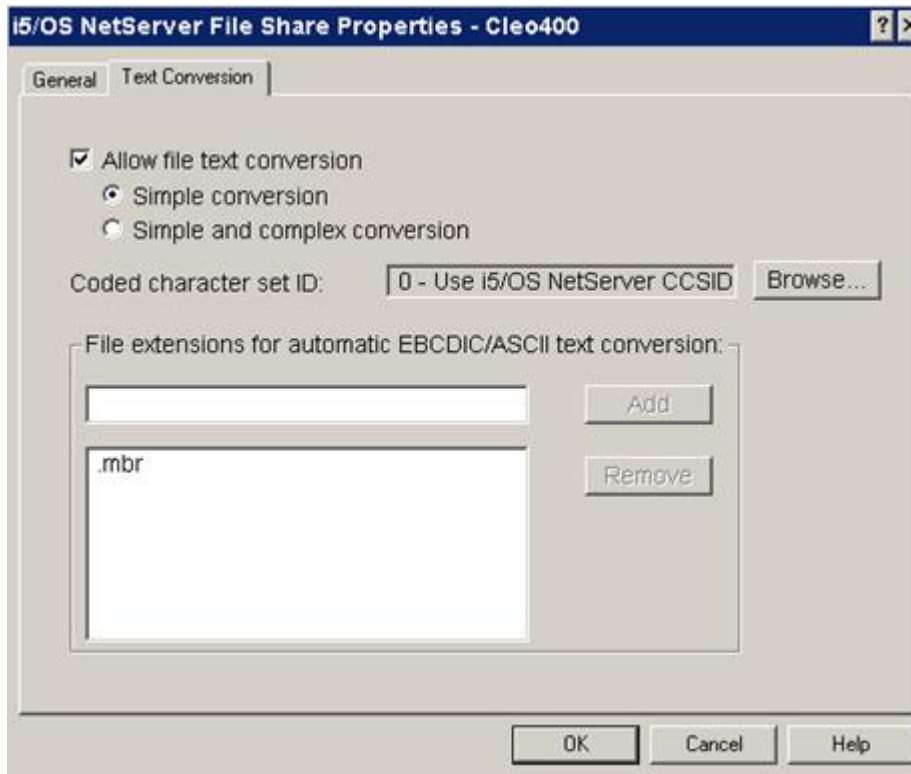 i5/OS NetServer File Share Properties - Cleo400
General Text Conversion
Allow file text conversion
Simple conversion
Simple and complex conversion
Coded character set ID: 0 - Use i5/OS NetServer CCSID Browse...
File extensions for automatic EBCDIC/ASCII text conversion:
Add
.mbr
Remove
OK Cancel Help